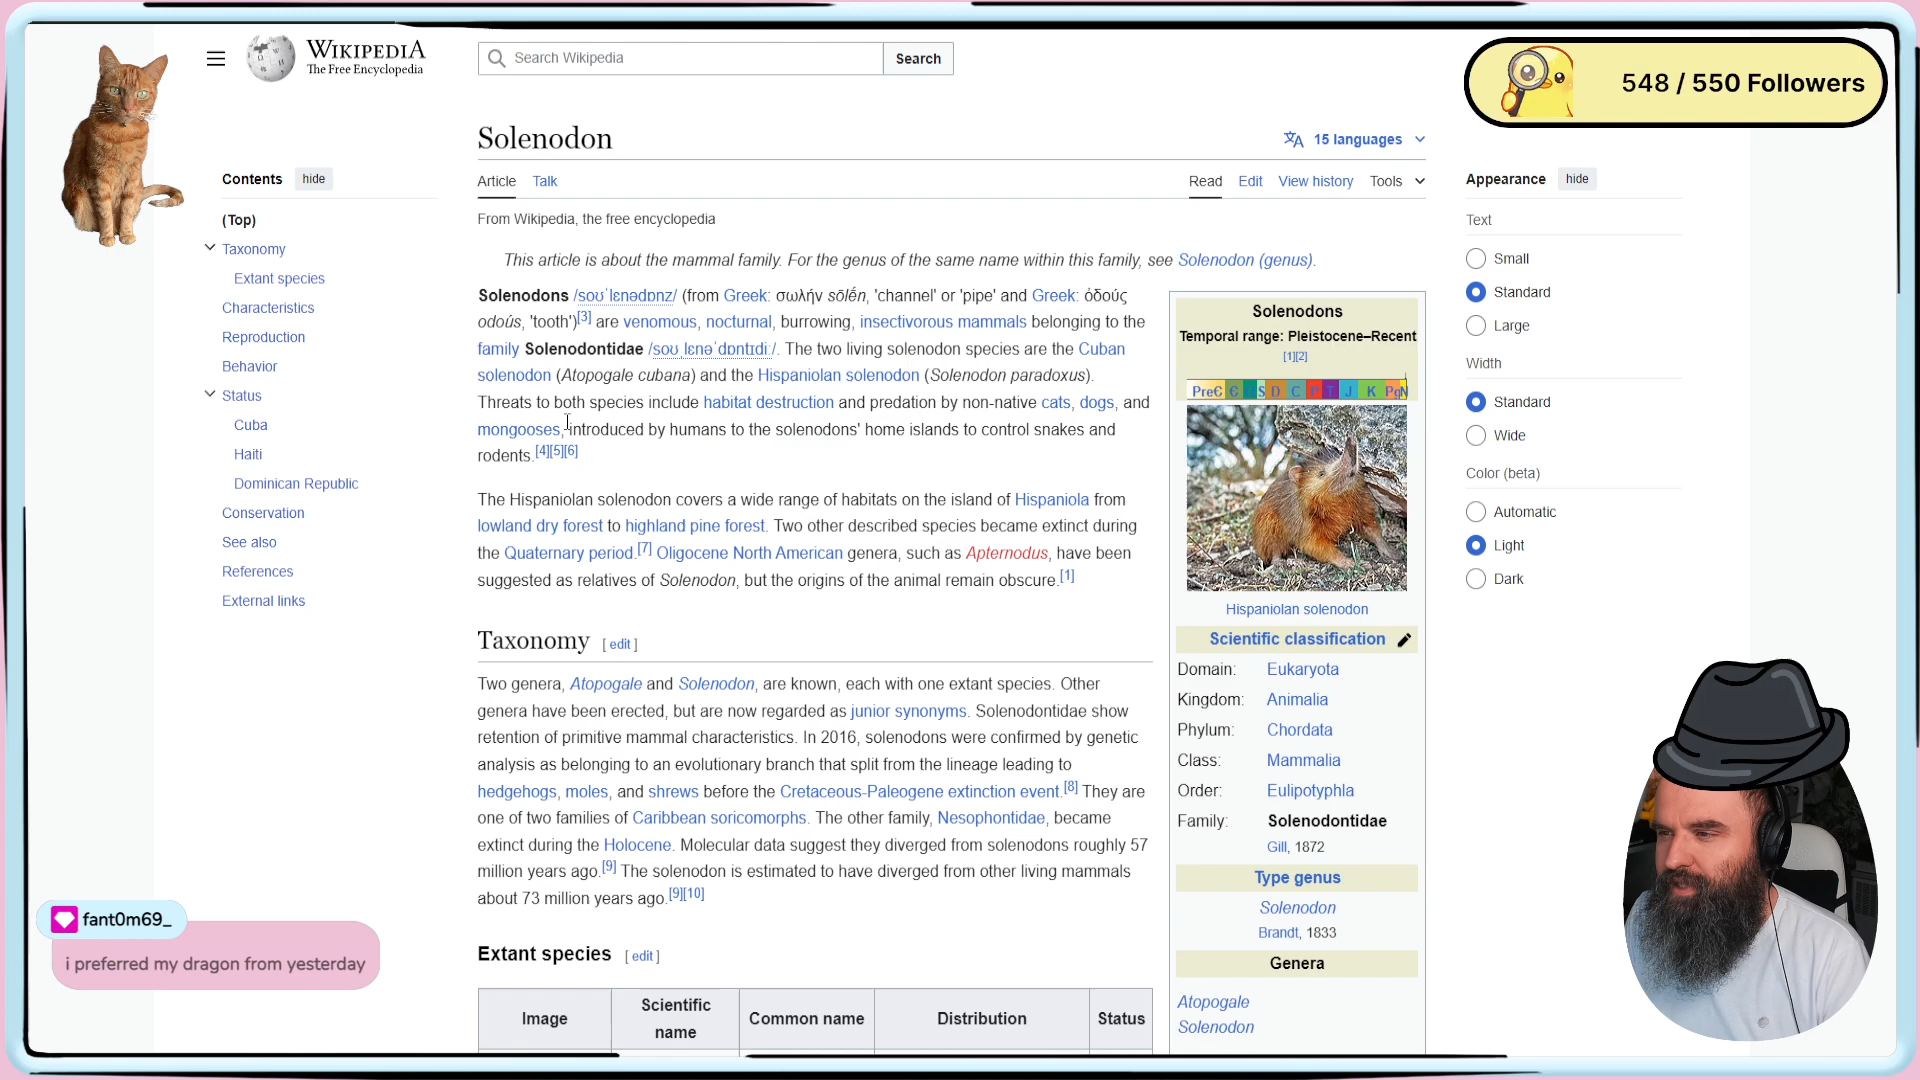 WIKIPEDIA
The Free Encyclopedia
Search Wikipedia
Search
548 / 550 Followers
Solenodon
15 languages
Article
Talk
Read
Edit
View history
Tools
From Wikipedia, the free encyclopedia
Contents
hide
(Top)
Taxonomy
Extant species
Characteristics
Reproduction
Behavior
Status
Cuba
Haiti
Dominican Republic
Conservation
See also
References
External links
This article is about the mammal family. For the genus of the same name within this family, see Solenodon (genus).
Solenodons /soʊˈlɛnədɒnz/ (from Greek: σωλήν sōlḗn, 'channel' or 'pipe' and Greek: ὀδούς
odoús, 'tooth')[3] are venomous, nocturnal, burrowing, insectivorous mammals belonging to the
family Solenodontidae /soʊˌlɛnəˈdɒntɪdiː/. The two living solenodon species are the Cuban
solenodon (Atopogale cubana) and the Hispaniolan solenodon (Solenodon paradoxus).
Threats to both species include habitat destruction and predation by non-native cats, dogs, and
mongooses, introduced by humans to the solenodons' home islands to control snakes and
rodents.[4][5][6]
The Hispaniolan solenodon covers a wide range of habitats on the island of Hispaniola from
lowland dry forest to highland pine forest. Two other described species became extinct during
the Quaternary period.[7] Oligocene North American genera, such as Apternodus, have been
suggested as relatives of Solenodon, but the origins of the animal remain obscure.[1]
Taxonomy [ edit ]
Two genera, Atopogale and Solenodon, are known, each with one extant species. Other
genera have been erected, but are now regarded as junior synonyms. Solenodontidae show
retention of primitive mammal characteristics. In 2016, solenodons were confirmed by genetic
analysis as belonging to an evolutionary branch that split from the lineage leading to
hedgehogs, moles, and shrews before the Cretaceous-Paleogene extinction event.[8] They are
one of two families of Caribbean soricomorphs. The other family, Nesophontidae, became
extinct during the Holocene. Molecular data suggest they diverged from solenodons roughly 57
million years ago.[9] The solenodon is estimated to have diverged from other living mammals
about 73 million years ago.[9][10]
Extant species [ edit ]
Image
Scientific
name
Common name
Distribution
Status
Solenodons
Temporal range: Pleistocene–Recent
[1][2]
PreꞒ Ꞓ O S D C P T J K Pg N
Hispaniolan solenodon
Scientific classification
Domain: Eukaryota
Kingdom: Animalia
Phylum: Chordata
Class: Mammalia
Order: Eulipotyphla
Family: Solenodontidae
Gill, 1872
Type genus
Solenodon
Brandt, 1833
Genera
Atopogale
Solenodon
Appearance
hide
Text
Small
Standard
Large
Width
Standard
Wide
Color (beta)
Automatic
Light
Dark
fant0m69_
i preferred my dragon from yesterday